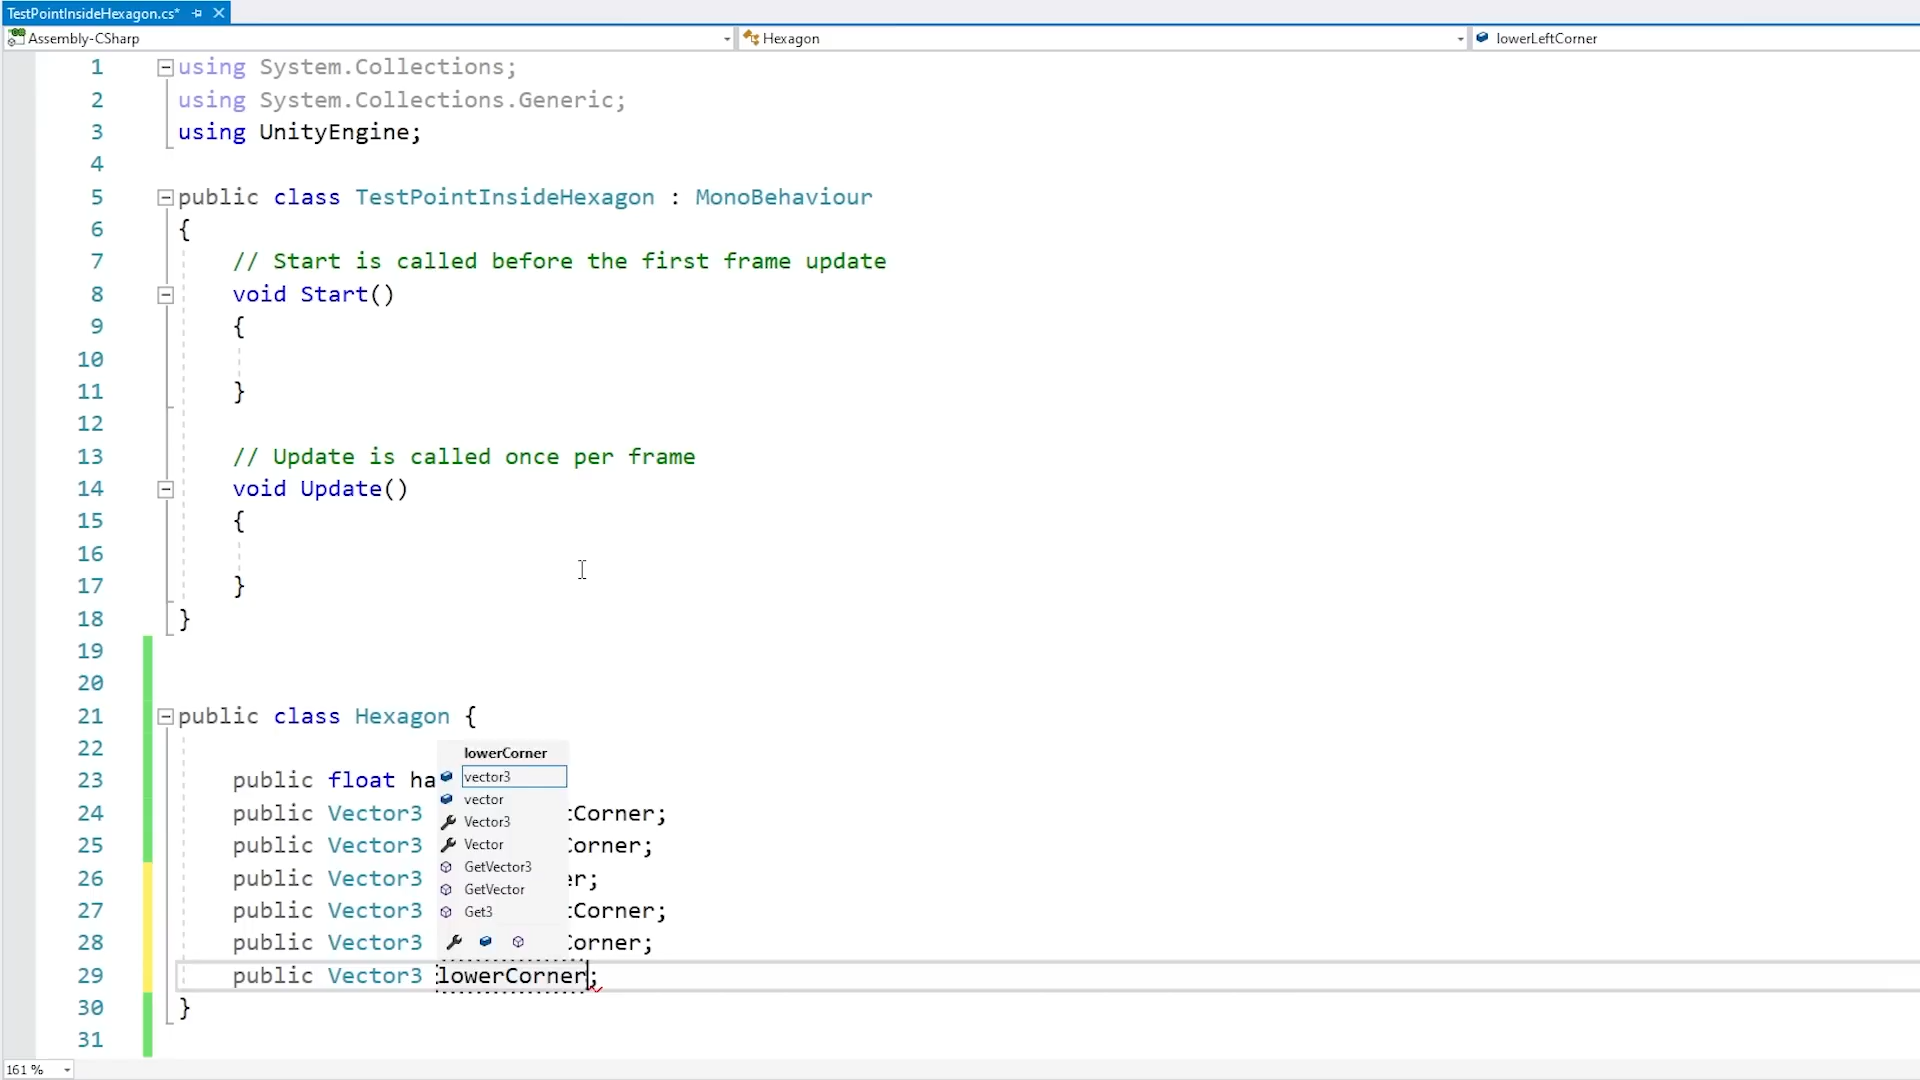 TestPointInsideHexagon.cs*
Assembly-CSharp
Hexagon
lowerLeftCorner
1 using System.Collections;
2 using System.Collections.Generic;
3 using UnityEngine;
4
5 public class TestPointInsideHexagon : MonoBehaviour
6 {
7 // Start is called before the first frame update
8 void Start()
9 {
10
11 }
12
13 // Update is called once per frame
14 void Update()
15 {
16
17 }
18 }
19
20
21 public class Hexagon {
22
lowerCorner
23 public float ha
vector3
vector
24 public Vector3 tCorner;
Vector3
25 public Vector3 Corner;
Vector
GetVector3
26 public Vector3 er;
GetVector
27 public Vector3 tCorner;
Get3
28 public Vector3 Corner;
29 public Vector3 lowerCorner;
30 }
31
161 %